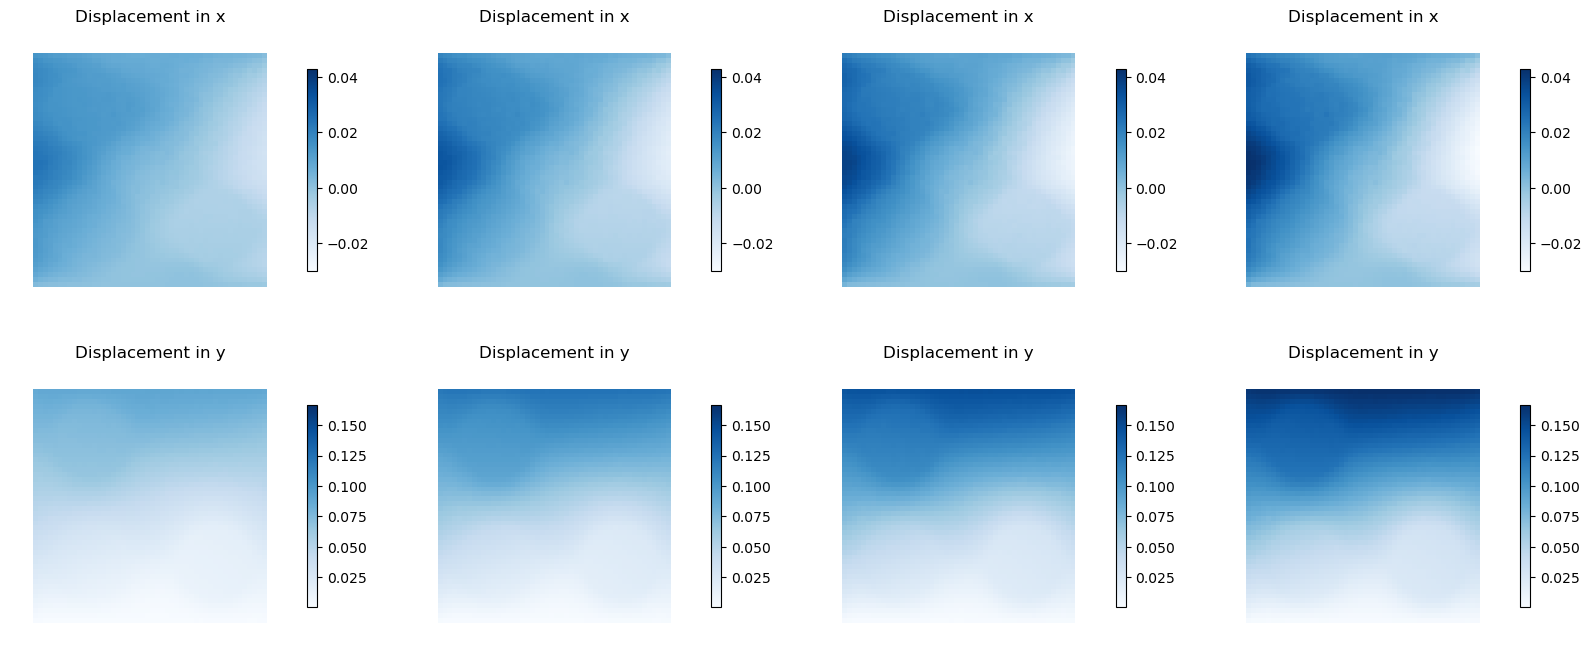 Displacement in x Displacement in x Displacement in x Displacement in x
0.04 0.04 0.04 0.04
0.02 0.02 0.02 0.02
0.00 0.00 0.00 0.00
−0.02 −0.02 −0.02 −0.02
Displacement in y Displacement in y Displacement in y Displacement in y
0.150 0.150 0.150 0.150
0.125 0.125 0.125 0.125
0.100 0.100 0.100 0.100
0.075 0.075 0.075 0.075
0.050 0.050 0.050 0.050
0.025 0.025 0.025 0.025